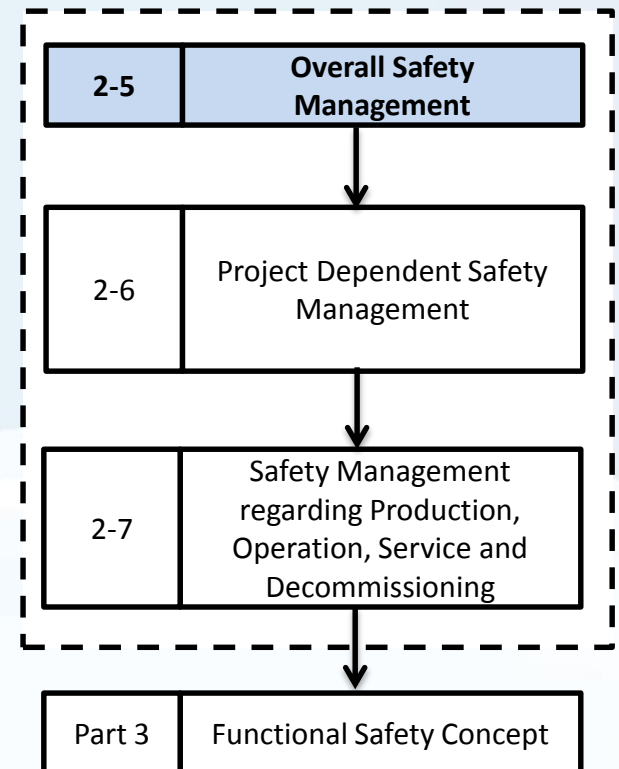 2-5
Overall Safety
Management
2-6
Project Dependent Safety
Management
2-7
Safety Management
regarding Production,
Operation, Service and
Decommissioning
Part 3
Functional Safety Concept